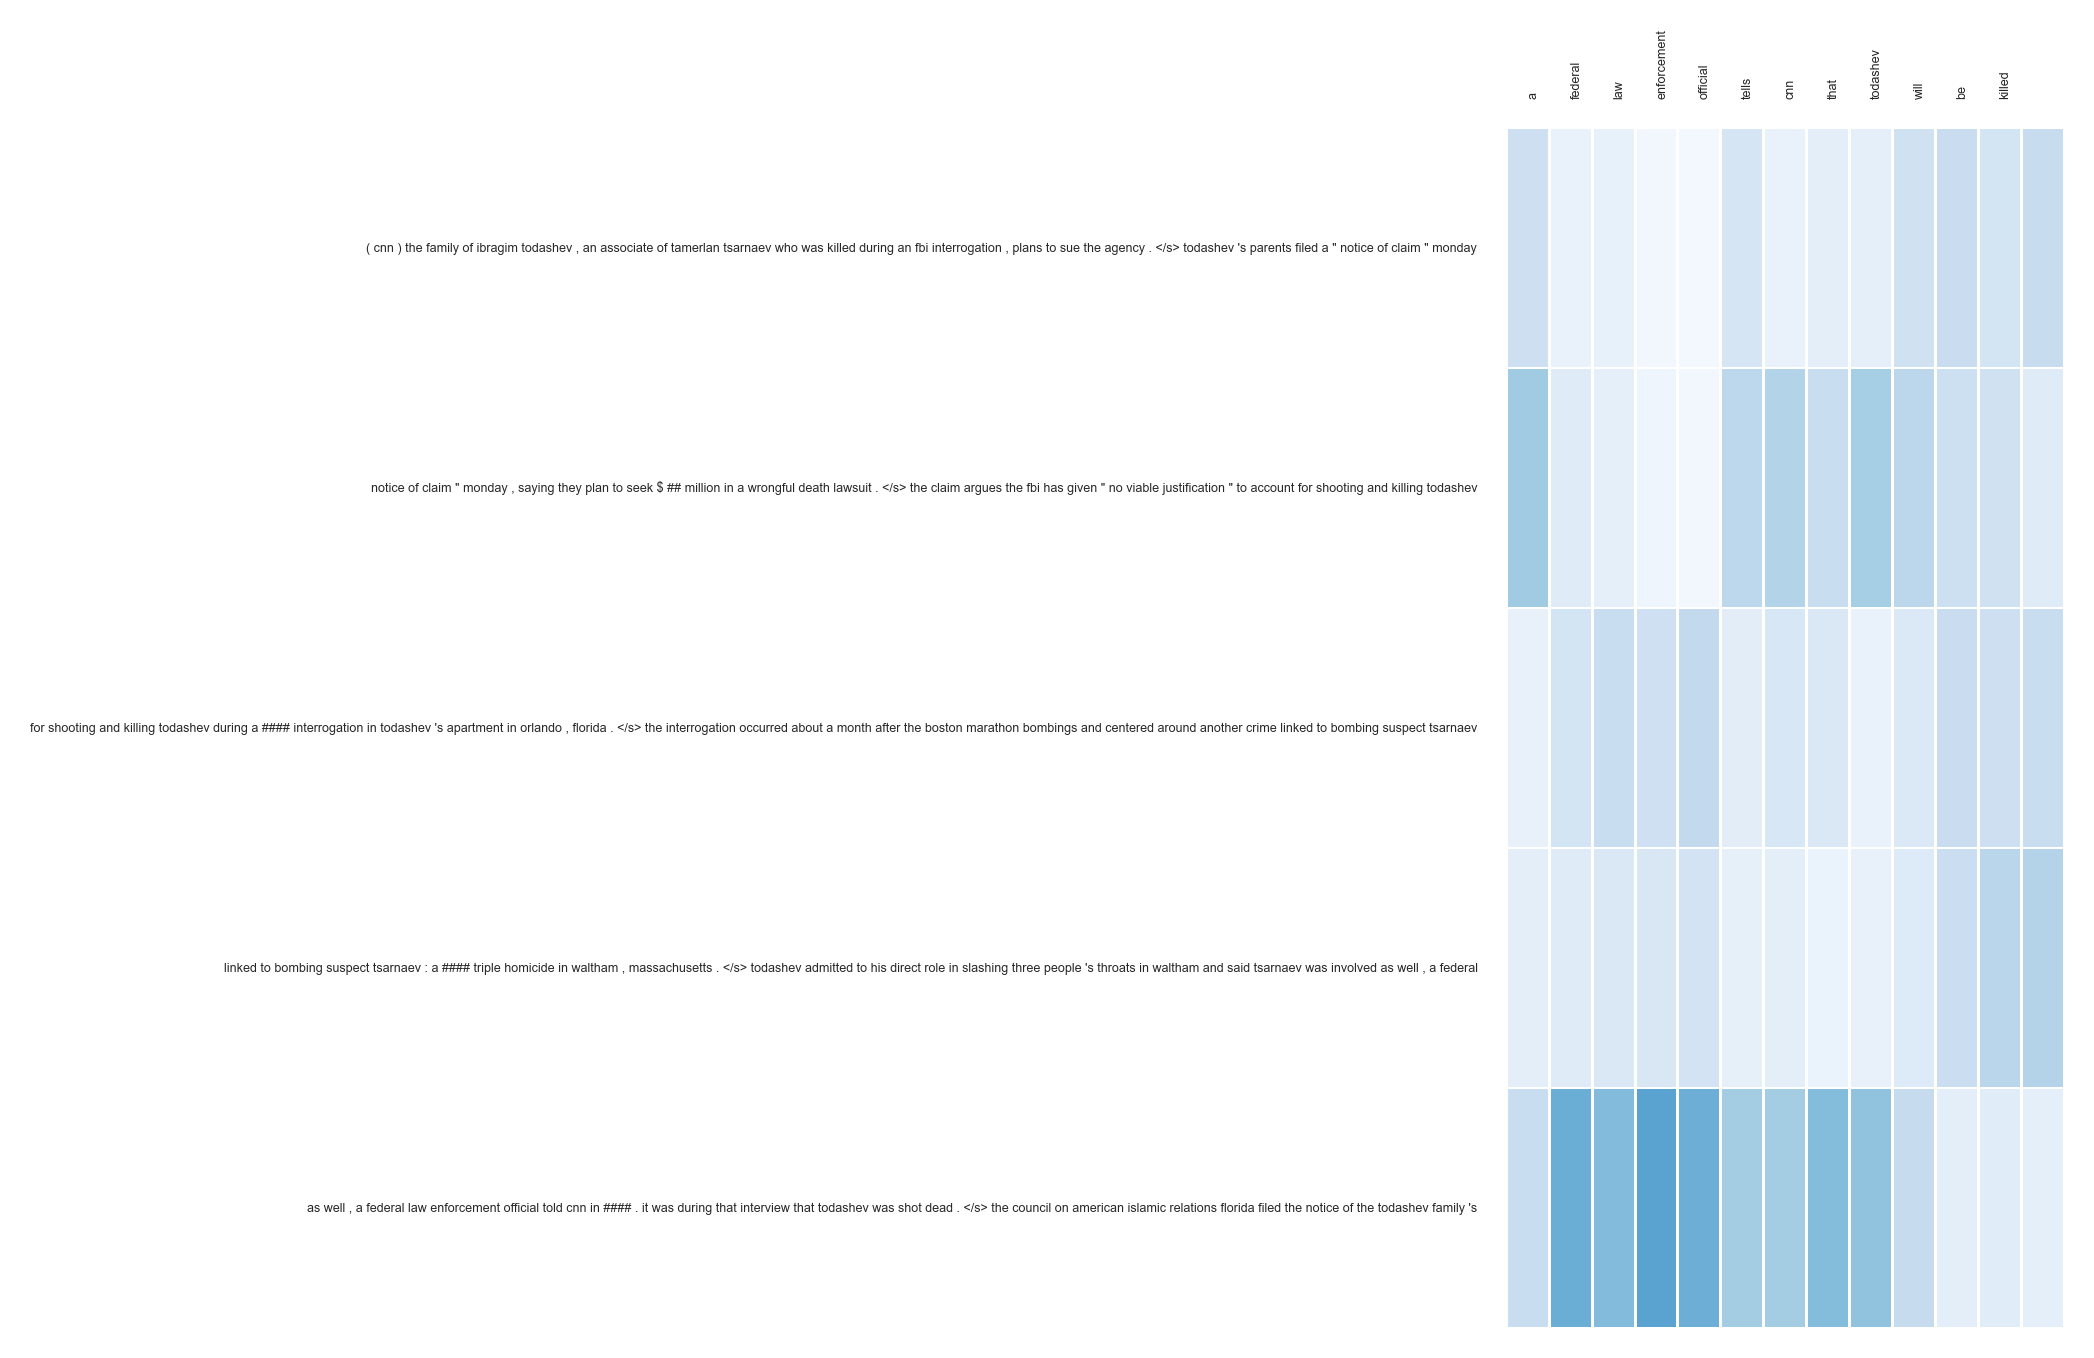 a
federal
law
enforcement
official
tells
cnn
that
todashev
will
be
killed
( cnn ) the family of ibragim todashev , an associate of tamerlan tsarnaev who was killed during an fbi interrogation , plans to sue the agency . </s> todashev 's parents filed a " notice of claim " monday
notice of claim " monday , saying they plan to seek $ ## million in a wrongful death lawsuit . </s> the claim argues the fbi has given " no viable justification " to account for shooting and killing todashev
for shooting and killing todashev during a #### interrogation in todashev 's apartment in orlando , florida . </s> the interrogation occurred about a month after the boston marathon bombings and centered around another crime linked to bombing suspect tsarnaev
linked to bombing suspect tsarnaev : a #### triple homicide in waltham , massachusetts . </s> todashev admitted to his direct role in slashing three people 's throats in waltham and said tsarnaev was involved as well , a federal
as well , a federal law enforcement official told cnn in #### . it was during that interview that todashev was shot dead . </s> the council on american islamic relations florida filed the notice of the todashev family 's